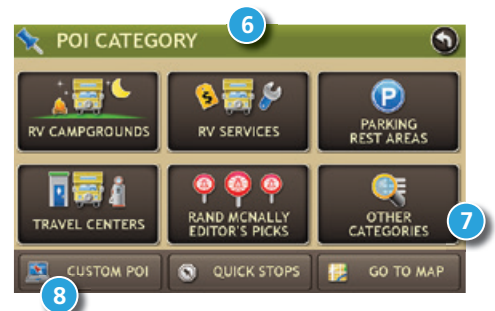 6
POI CATEGORY
RV CAMPGROUNDS
RV SERVICES
P
PARKING
REST AREAS
TRAVEL CENTERS
RAND MCNALLY
EDITOR'S PICKS
OTHER
CATEGORIES
7
CUSTOM POI
QUICK STOPS
GO TO MAP
8